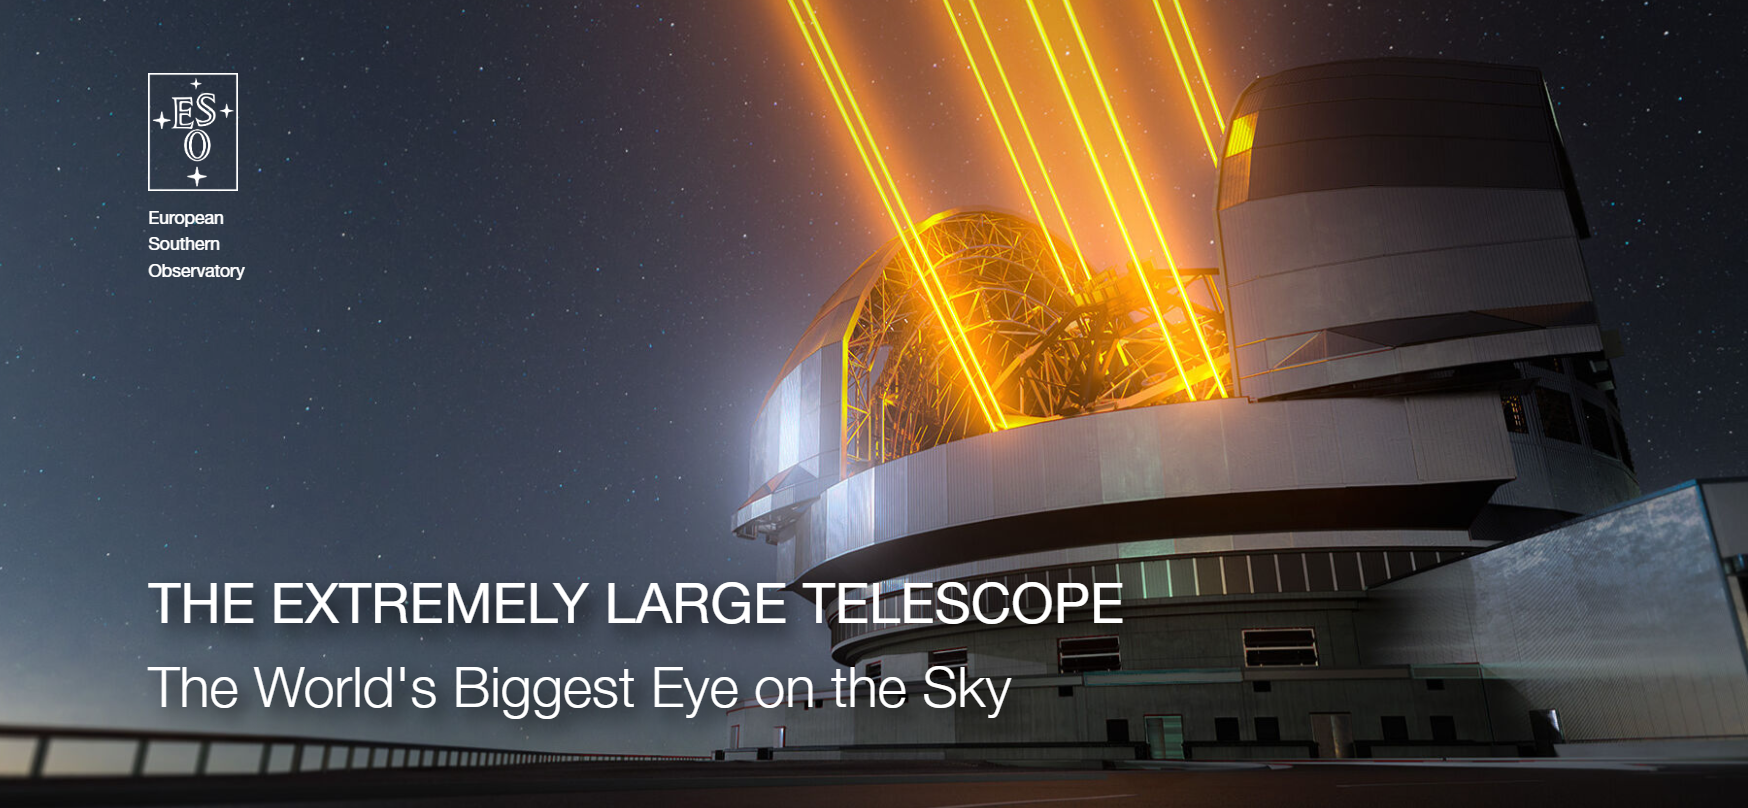 ESO
European
Southern
Observatory
THE EXTREMELY LARGE TELESCOPE
The World's Biggest Eye on the Sky